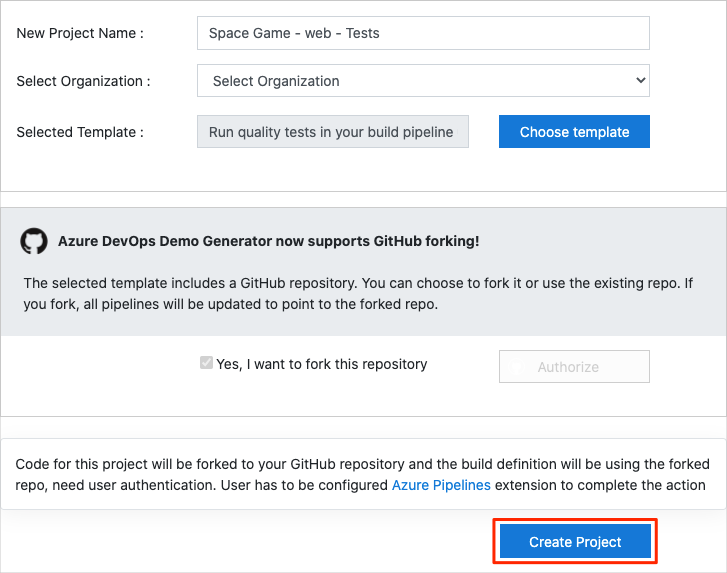 New Project Name :
Space Game - web - Tests
Select Organization :
Select Organization
Selected Template :
Run quality tests in your build pipeline
Choose template
Azure DevOps Demo Generator now supports GitHub forking!
The selected template includes a GitHub repository. You can choose to fork it or use the existing repo. If
you fork, all pipelines will be updated to point to the forked repo.
Yes, I want to fork this repository
Authorize
Code for this project will be forked to your GitHub repository and the build definition will be using the forked
repo, need user authentication. User has to be configured Azure Pipelines extension to complete the action
Create Project